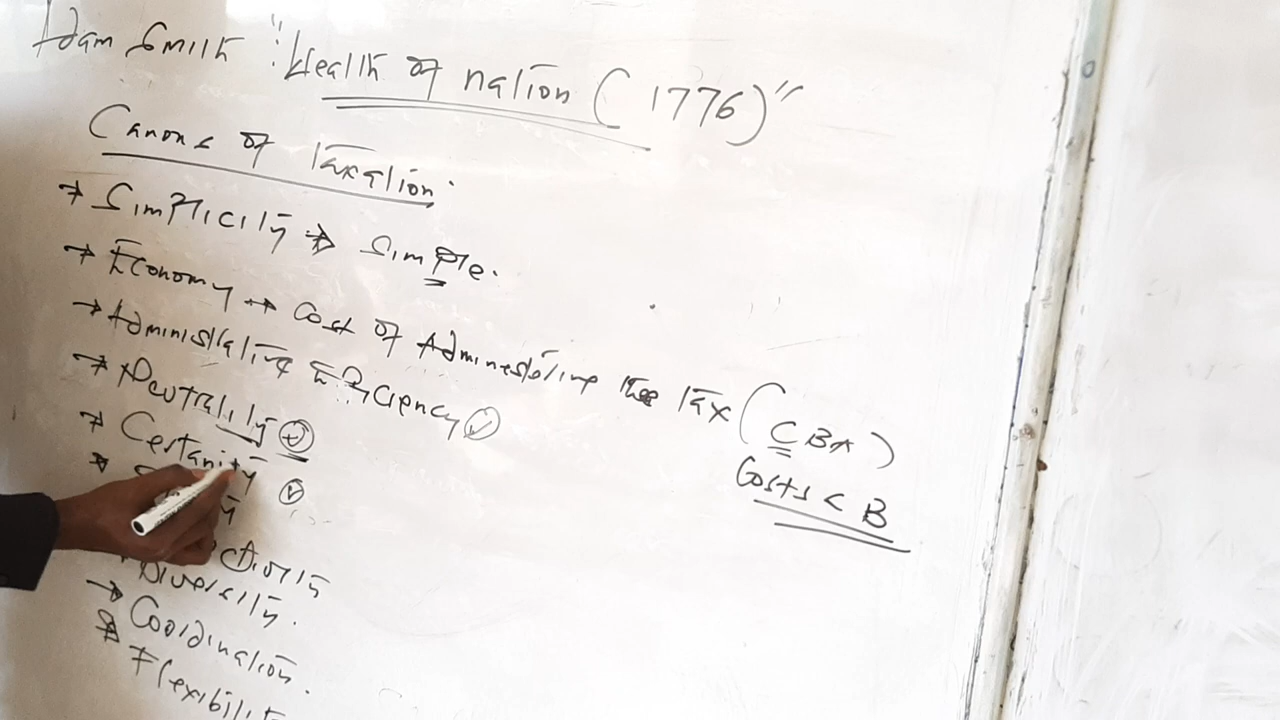 Adam Smith "Wealth of nation (1776)"
Canons of Taxation.
→ Simplicity → Simple.
→ Economy → Cost of Administering the Tax (CBA)
Costs < B
→ Administrative Efficiency ✓
→ Neutrality
→ Certanity ✓
Diversity.
→ Coordination.
Flexibility